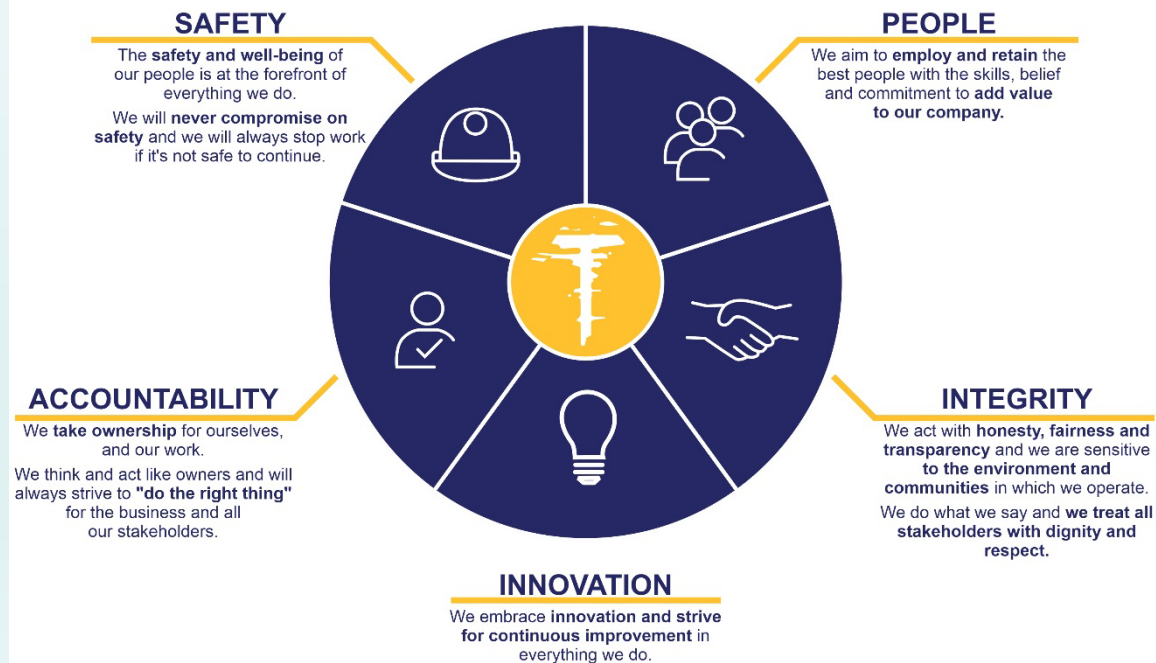 SAFETY
The safety and well-being of
our people is at the forefront of
everything we do.
We will never compromise on
safety and we will always stop work
if it's not safe to continue.
PEOPLE
We aim to employ and retain the
best people with the skills, belief
and commitment to add value
to our company.
T
ACCOUNTABILITY
We take ownership for ourselves,
and our work.
We think and act like owners and will
always strive to "do the right thing"
for the business and all
our stakeholders.
INTEGRITY
We act with honesty, fairness and
transparency and we are sensitive
to the environment and
communities in which we operate.
We do what we say and we treat all
stakeholders with dignity and
respect.
INNOVATION
We embrace innovation and strive
for continuous improvement in
everything we do.